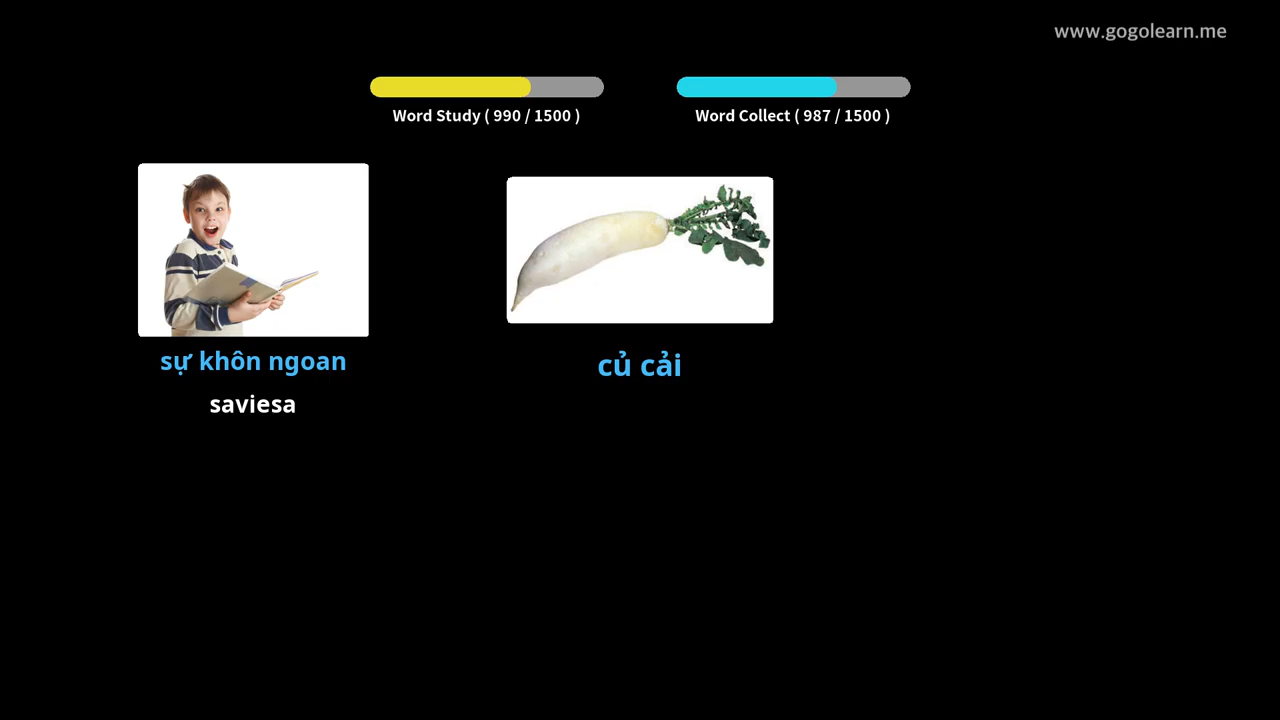 www.gogolearn.me
Word Study ( 990 / 1500 )
Word Collect ( 987 / 1500 )
sự khôn ngoan
saviesa
củ cải